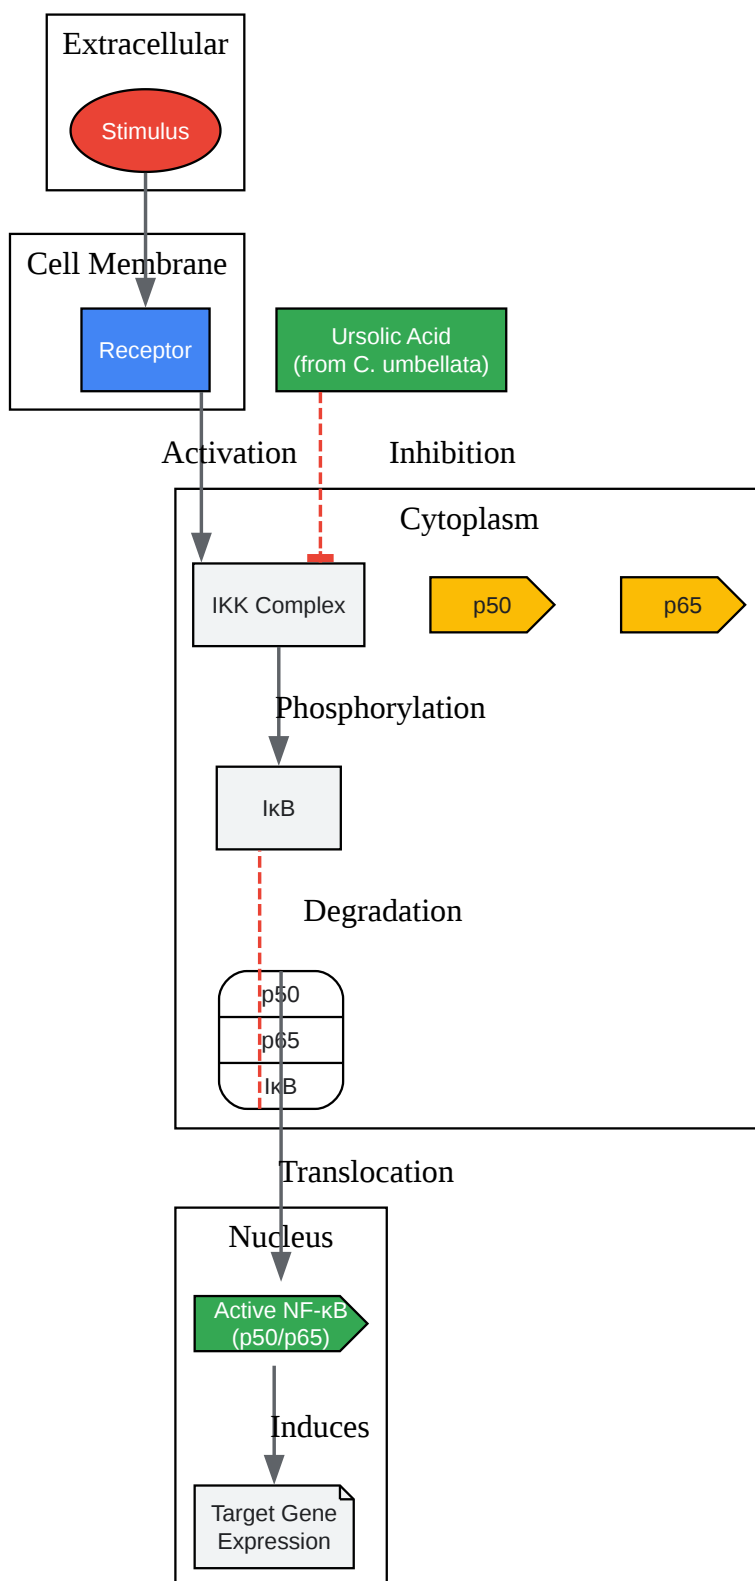 Extracellular
Stimulus
Cell Membrane
Receptor
Ursolic Acid
(from C. umbellata)
Activation
Inhibition
Cytoplasm
IKK Complex
p50
p65
Phosphorylation
IκB
Degradation
p50
p65
IκB
Translocation
Nucleus
Active NF-κB
(p50/p65)
Induces
Target Gene
Expression